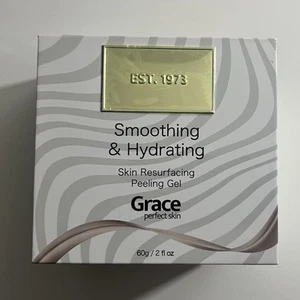 EST. 1973
Smoothing
& Hydrating
Skin Resurfacing
Peeling Gel
Grace
perfect skin
60g / 2 fl oz